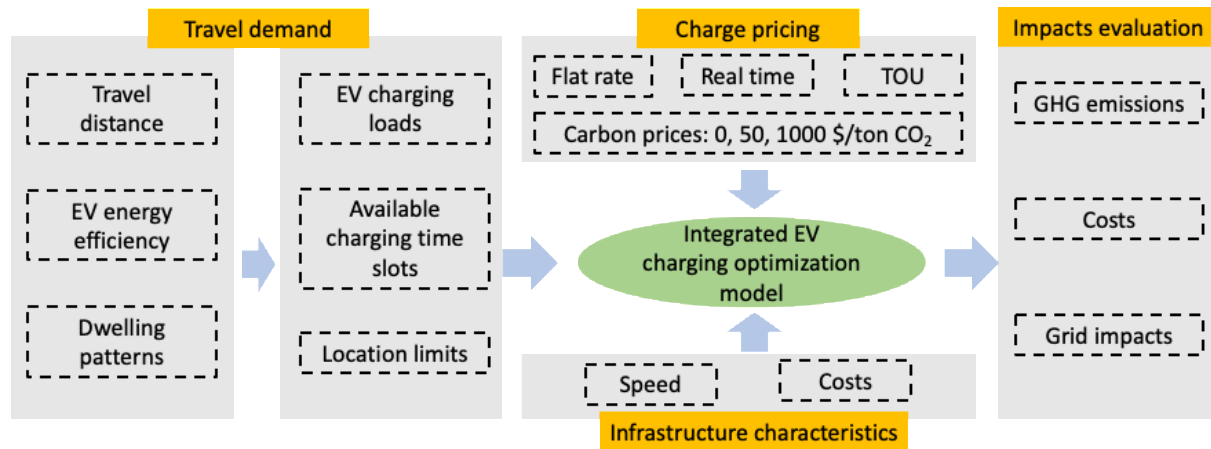 Travel demand
Travel
distance
EV energy
efficiency
Dwelling
patterns
EV charging
loads
Available
charging time
slots
Location limits
Charge pricing
Flat rate
Real time
TOU
Carbon prices: 0, 50, 1000 $/ton CO₂
Integrated EV
charging optimization
model
Speed
Costs
Infrastructure characteristics
Impacts evaluation
GHG emissions
Costs
Grid impacts